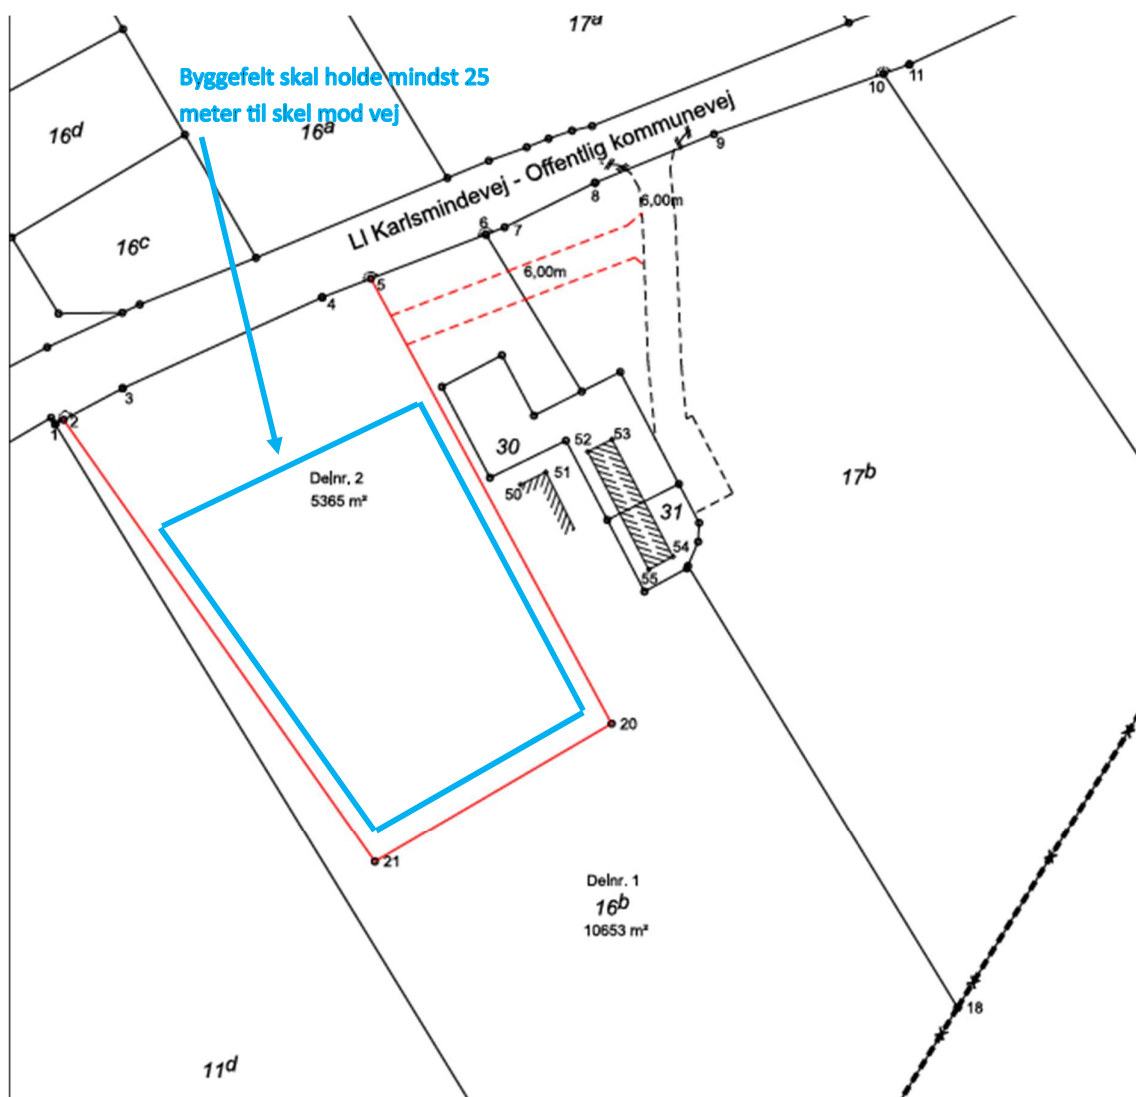 17a
Byggefelt skal holde mindst 25
meter til skel mod vej
16d
16a
10
11
9
Ll Karlsmindevej - Offentlig kommunevej
8
6,00m
16c
6
7
6,00m
5
4
3
2
1
30
52
53
51
50
Delnr. 2
5365 m²
17b
31
54
55
20
21
Delnr. 1
16b
10653 m²
18
11d